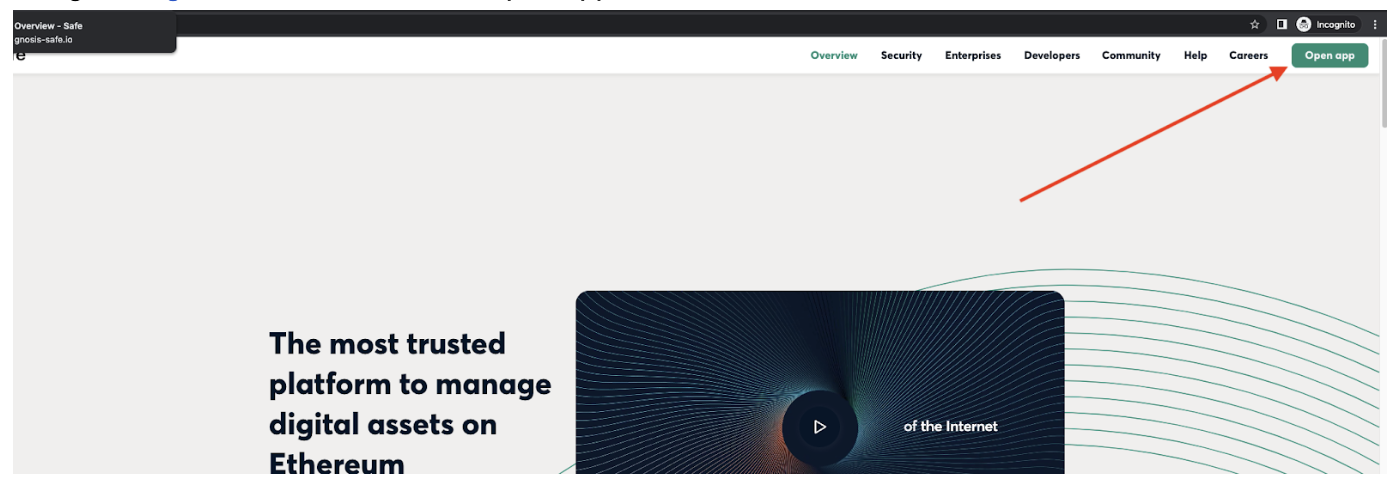 Overview - Safe
gnosis-safe.io
Incognito
Overview Security Enterprises Developers Community Help Careers Open app
The most trusted
platform to manage
digital assets on
Ethereum
of the Internet